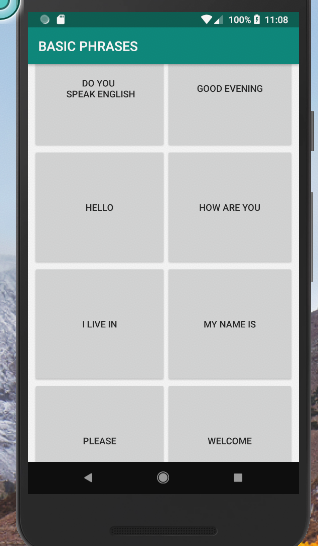 100% 11:08
BASIC PHRASES
DO YOU
SPEAK ENGLISH
GOOD EVENING
HELLO
HOW ARE YOU
I LIVE IN
MY NAME IS
PLEASE
WELCOME